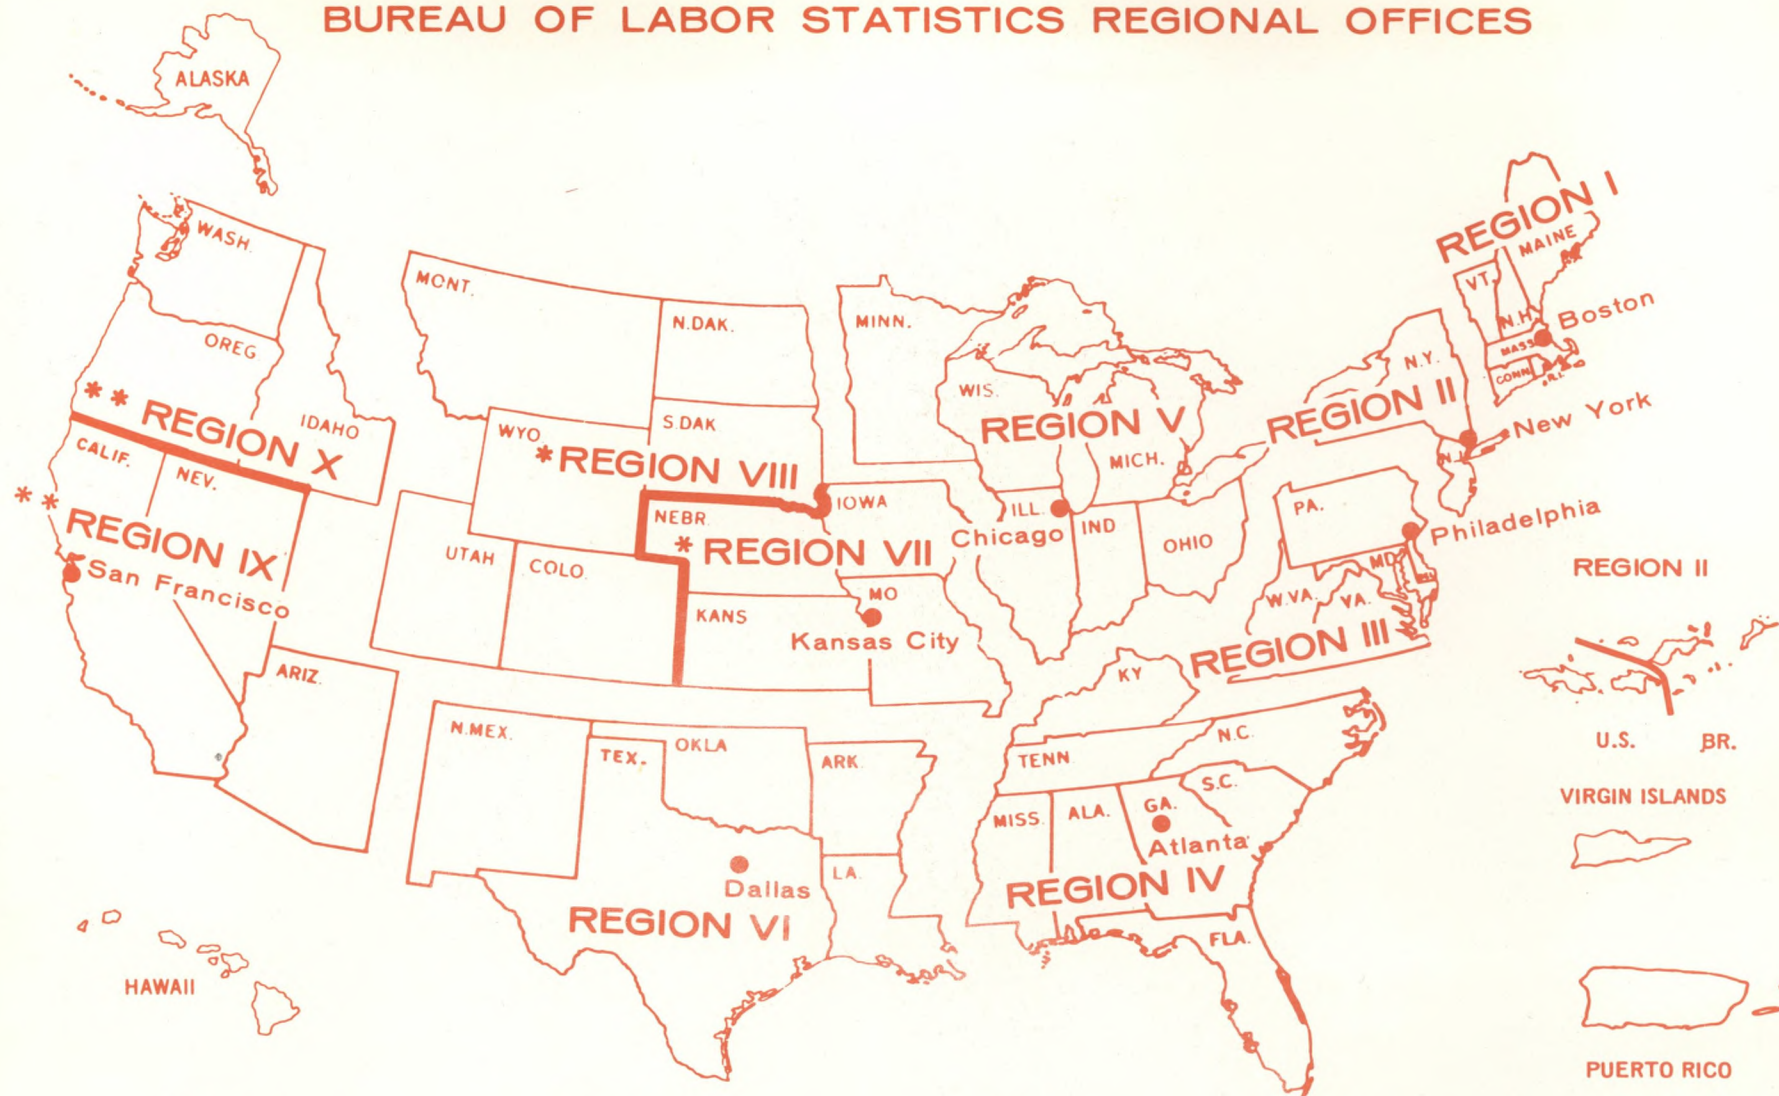 BUREAU OF LABOR STATISTICS REGIONAL OFFICES
ALASKA
WASH.
OREG
IDAHO
** REGION X
MONT.
N.DAK.
S.DAK
WYO
*REGION VIII
UTAH
COLO.
CALIF.
NEV.
**
REGION IX
San Francisco
ARIZ.
HAWAII
NEBR.
IOWA
* REGION VII
KANS
MO
Kansas City
MINN.
WIS.
REGION V
MICH.
ILL.
Chicago
IND
OHIO
REGION I
MAINE
VT.
N.H.
Boston
MASS
CONN.
R.I.
N.Y.
REGION II
New York
N.J.
PA.
Philadelphia
MD.
DEL
W.VA.
VA.
REGION III
KY
TENN
N.C.
S.C.
MISS.
ALA.
GA.
Atlanta
REGION IV
FLA.
N.MEX.
TEX.
OKLA
ARK.
LA.
Dallas
REGION VI
REGION II
U.S. BR.
VIRGIN ISLANDS
PUERTO RICO